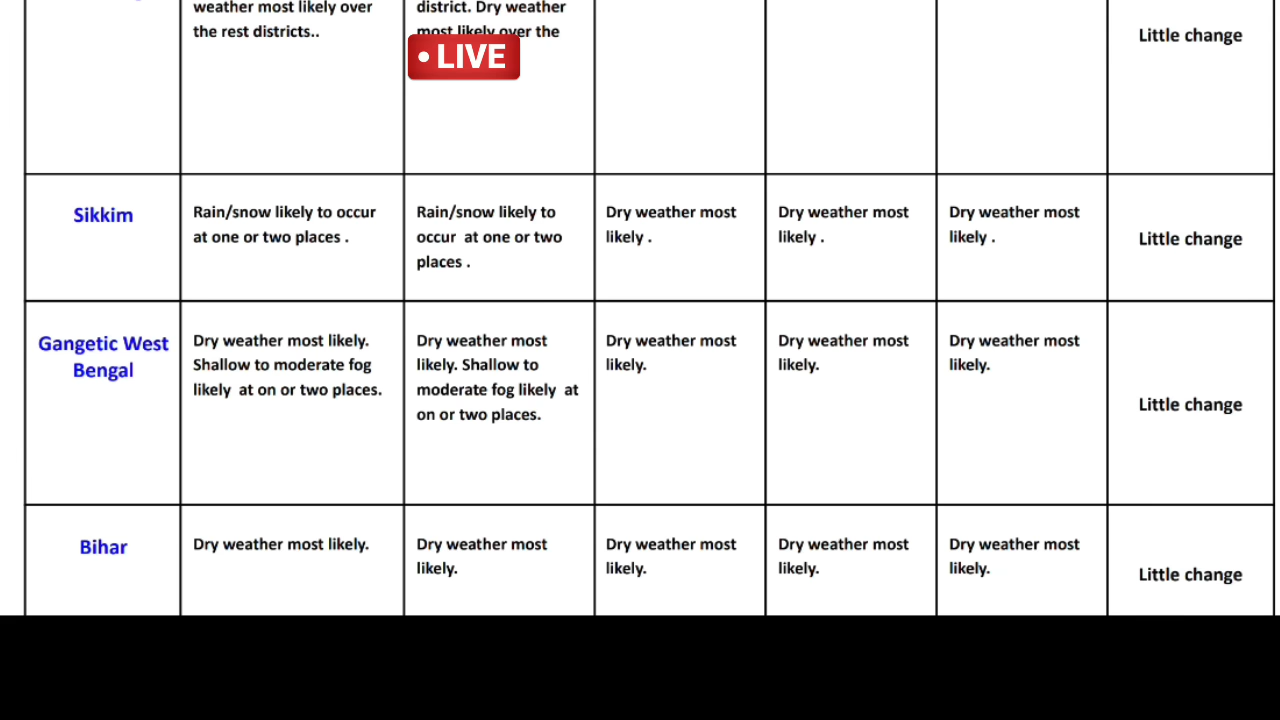 weather most likely over
the rest districts..
district. Dry weather
most likely over the
• LIVE
Little change
Sikkim
Rain/snow likely to occur
at one or two places .
Rain/snow likely to
occur at one or two
places .
Dry weather most
likely .
Dry weather most
likely .
Dry weather most
likely .
Little change
Gangetic West
Bengal
Dry weather most likely.
Shallow to moderate fog
likely at on or two places.
Dry weather most
likely. Shallow to
moderate fog likely at
on or two places.
Dry weather most
likely.
Dry weather most
likely.
Dry weather most
likely.
Little change
Bihar
Dry weather most likely.
Dry weather most
likely.
Dry weather most
likely.
Dry weather most
likely.
Dry weather most
likely.
Little change